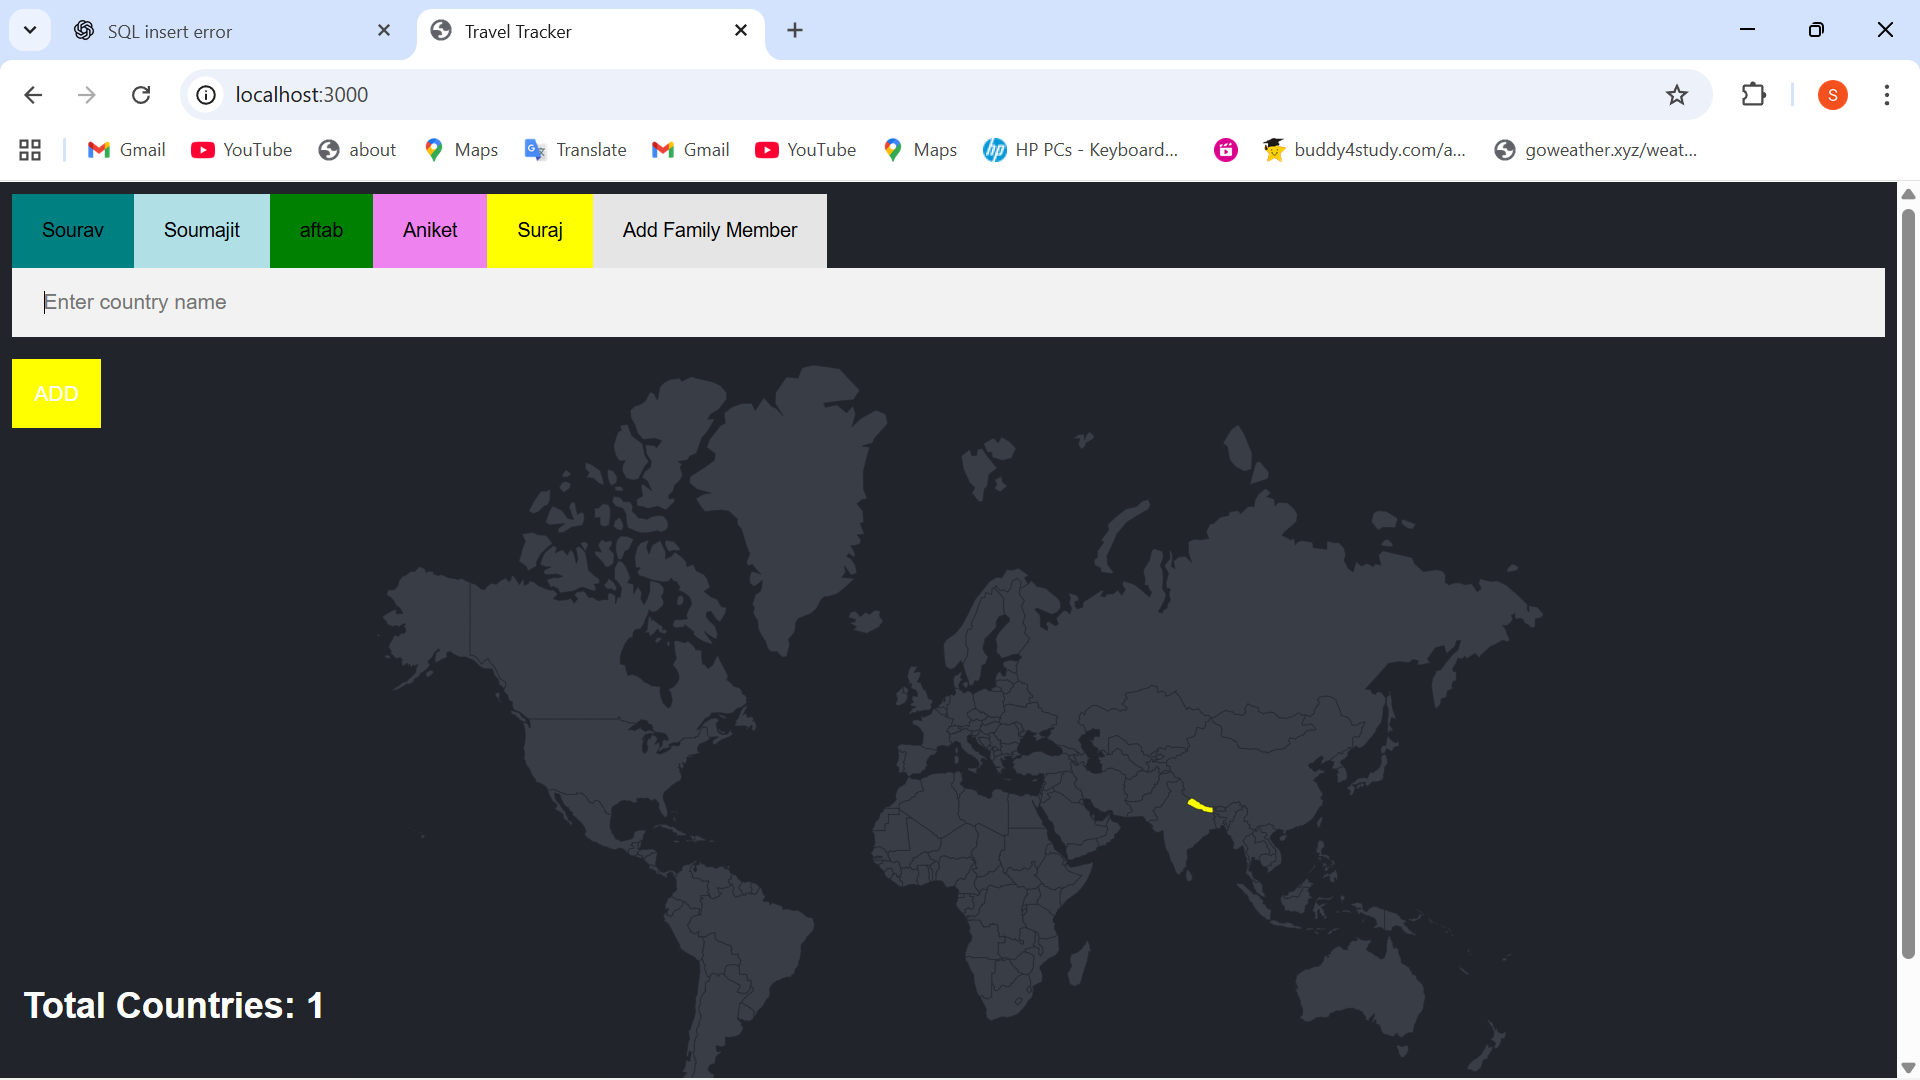 SQL insert error
Travel Tracker
localhost:3000
Gmail YouTube about Maps Translate Gmail YouTube Maps HP PCs - Keyboard... buddy4study.com/a... goweather.xyz/weat...
S
Sourav Soumajit aftab Aniket Suraj Add Family Member
Enter country name
ADD
Total Countries: 1